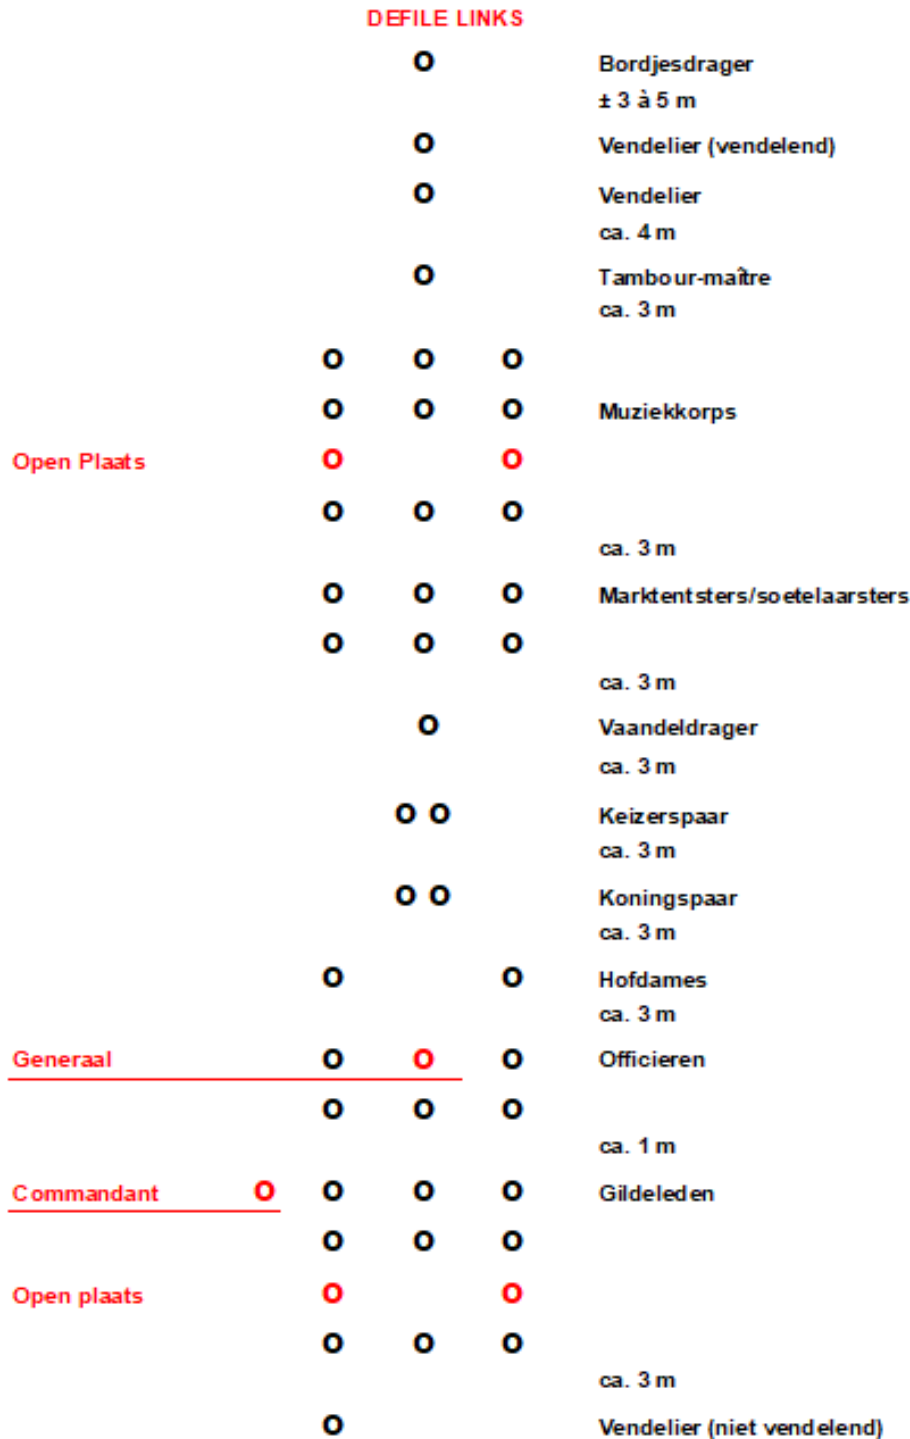 DEFILE LINKS
O Bordjesdrager
± 3 à 5 m
O Vendelier (vendelend)
O Vendelier
ca. 4 m
O Tambour-maître
ca. 3 m
O O O
O O O Muziekkorps
Open Plaats O O
O O O
ca. 3 m
O O O Marktentsters/soetelaarsters
O O O
ca. 3 m
O Vaandeldrager
ca. 3 m
O O Keizerspaar
ca. 3 m
O O Koningspaar
ca. 3 m
O O Hofdames
ca. 3 m
Generaal O O O Officieren
O O O
ca. 1 m
Commandant O O O O Gildeleden
O O O
Open plaats O O
O O O
ca. 3 m
O Vendelier (niet vendelend)